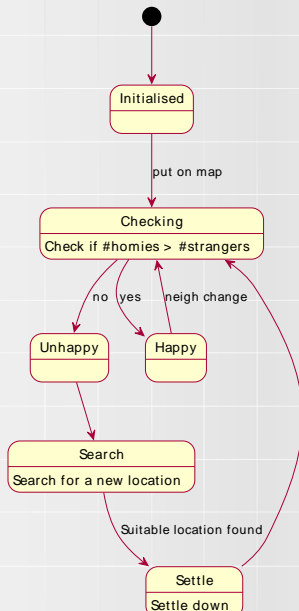 Initialised
put on map
Checking
Check if #homies > #strangers
no
yes
neigh change
Unhappy
Happy
Search
Search for a new location
Suitable location found
Settle
Settle down